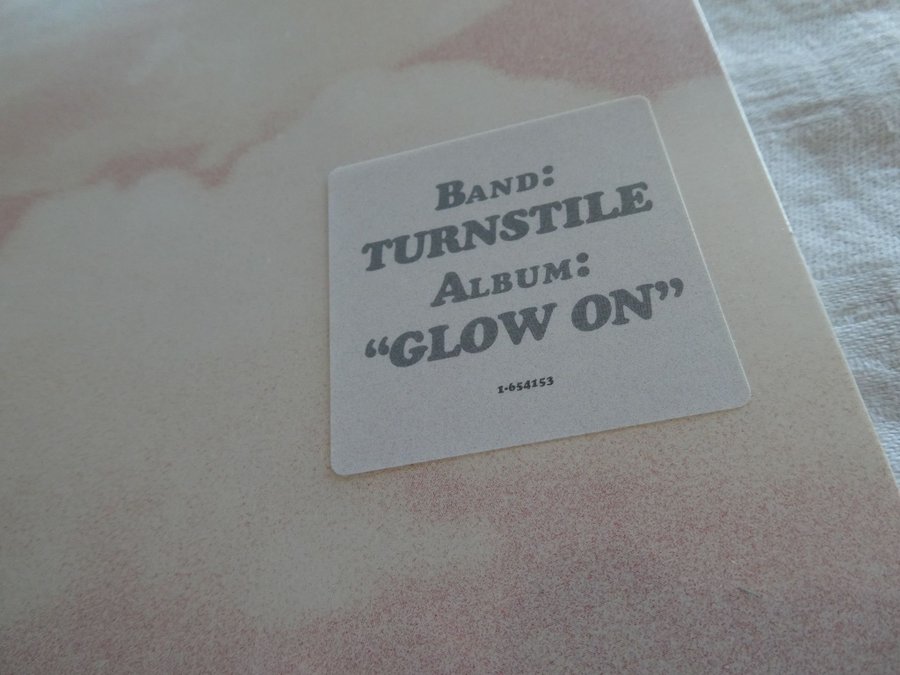 BAND:
TURNSTILE
ALBUM:
“GLOW ON”
1-654153